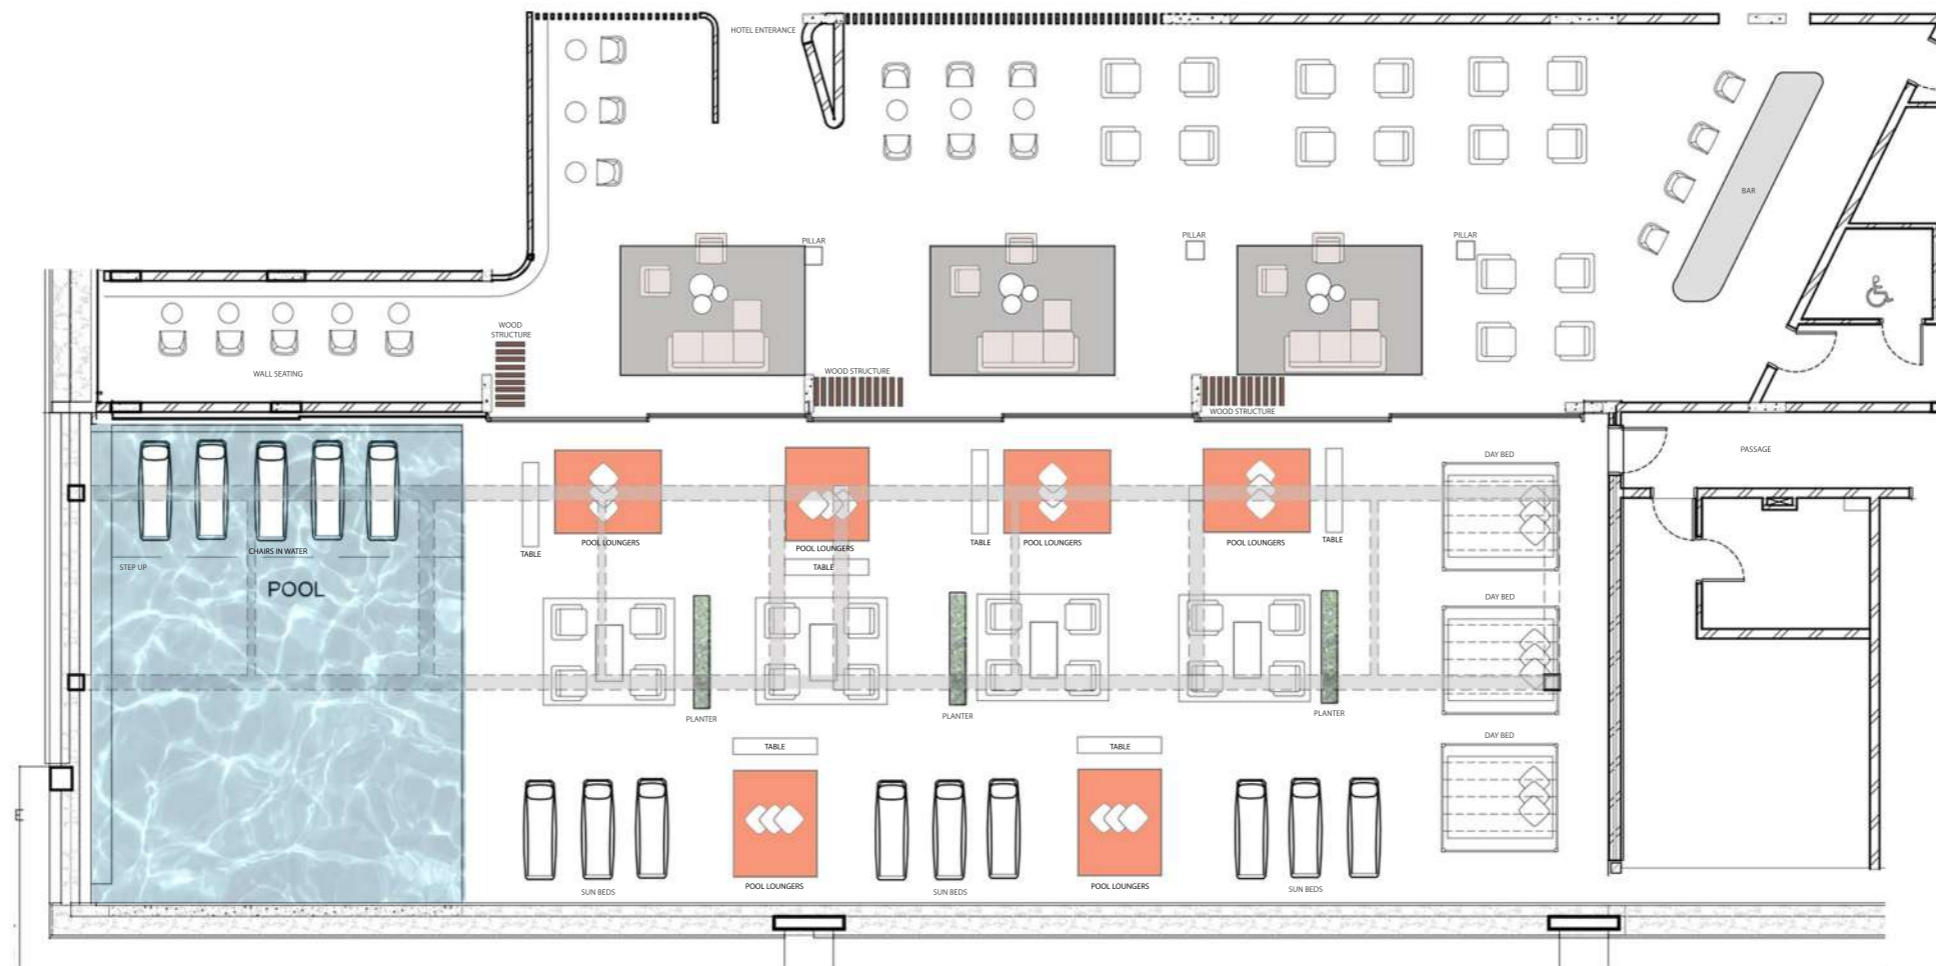 HOTEL ENTERANCE
BAR
PILLAR
PILLAR
PILLAR
WOOD
STRUCTURE
WALL SEATING
WOOD STRUCTURE
WOOD STRUCTURE
PASSAGE
DAY BED
CHAIRS IN WATER
STEP UP
POOL
TABLE
POOL LOUNGERS
POOL LOUNGERS
TABLE
TABLE
POOL LOUNGERS
POOL LOUNGERS
TABLE
DAY BED
PLANTER
PLANTER
PLANTER
DAY BED
TABLE
TABLE
SUN BEDS
POOL LOUNGERS
SUN BEDS
POOL LOUNGERS
SUN BEDS